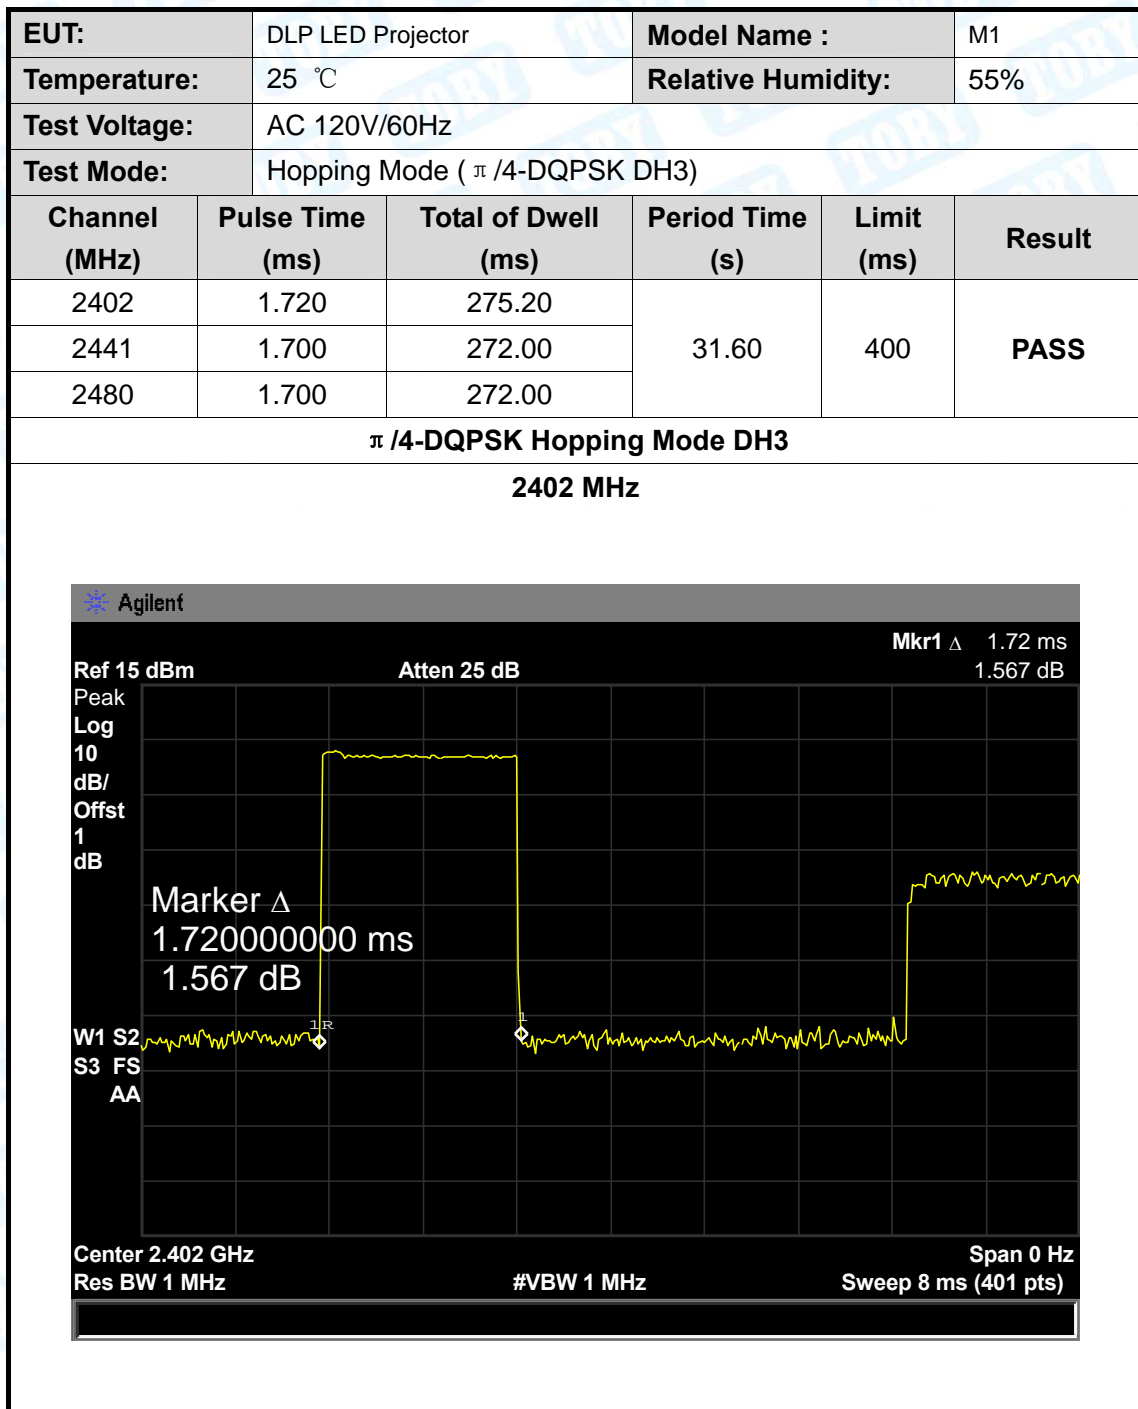 EUT: DLP LED Projector Model Name : M1
Temperature: 25 ℃ Relative Humidity: 55%
Test Voltage: AC 120V/60Hz
Test Mode: Hopping Mode ( π/4-DQPSK DH3)
Channel (MHz) Pulse Time (ms) Total of Dwell (ms) Period Time (s) Limit (ms) Result
2402 1.720 275.20
2441 1.700 272.00 31.60 400 PASS
2480 1.700 272.00
π/4-DQPSK Hopping Mode DH3
2402 MHz
Agilent
Mkr1 Δ 1.72 ms
Ref 15 dBm Atten 25 dB 1.567 dB
Peak
Log
10
dB/
Offst
1
dB
Marker Δ
1.720000000 ms
1.567 dB
1R
1
W1 S2
S3 FS
AA
Center 2.402 GHz Span 0 Hz
Res BW 1 MHz #VBW 1 MHz Sweep 8 ms (401 pts)
TOBY